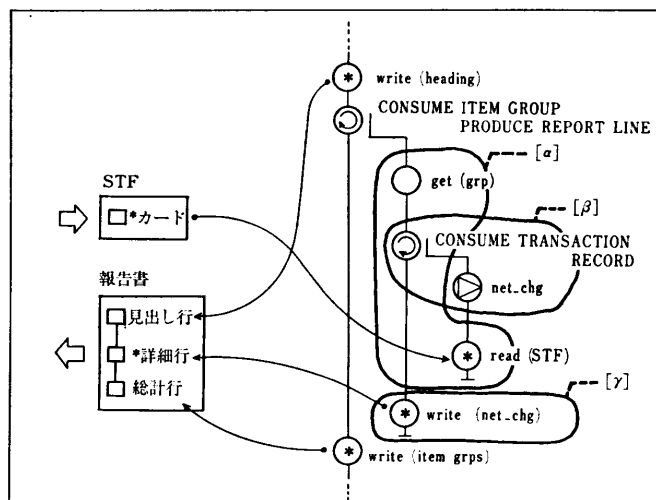 write (heading)
CONSUME ITEM GROUP
PRODUCE REPORT LINE
[α]
get (grp)
STF
*カード
[β]
CONSUME TRANSACTION
RECORD
net_chg
報告書
見出し行
*詳細行
総計行
read (STF)
[γ]
write (net_chg)
write (item grps)